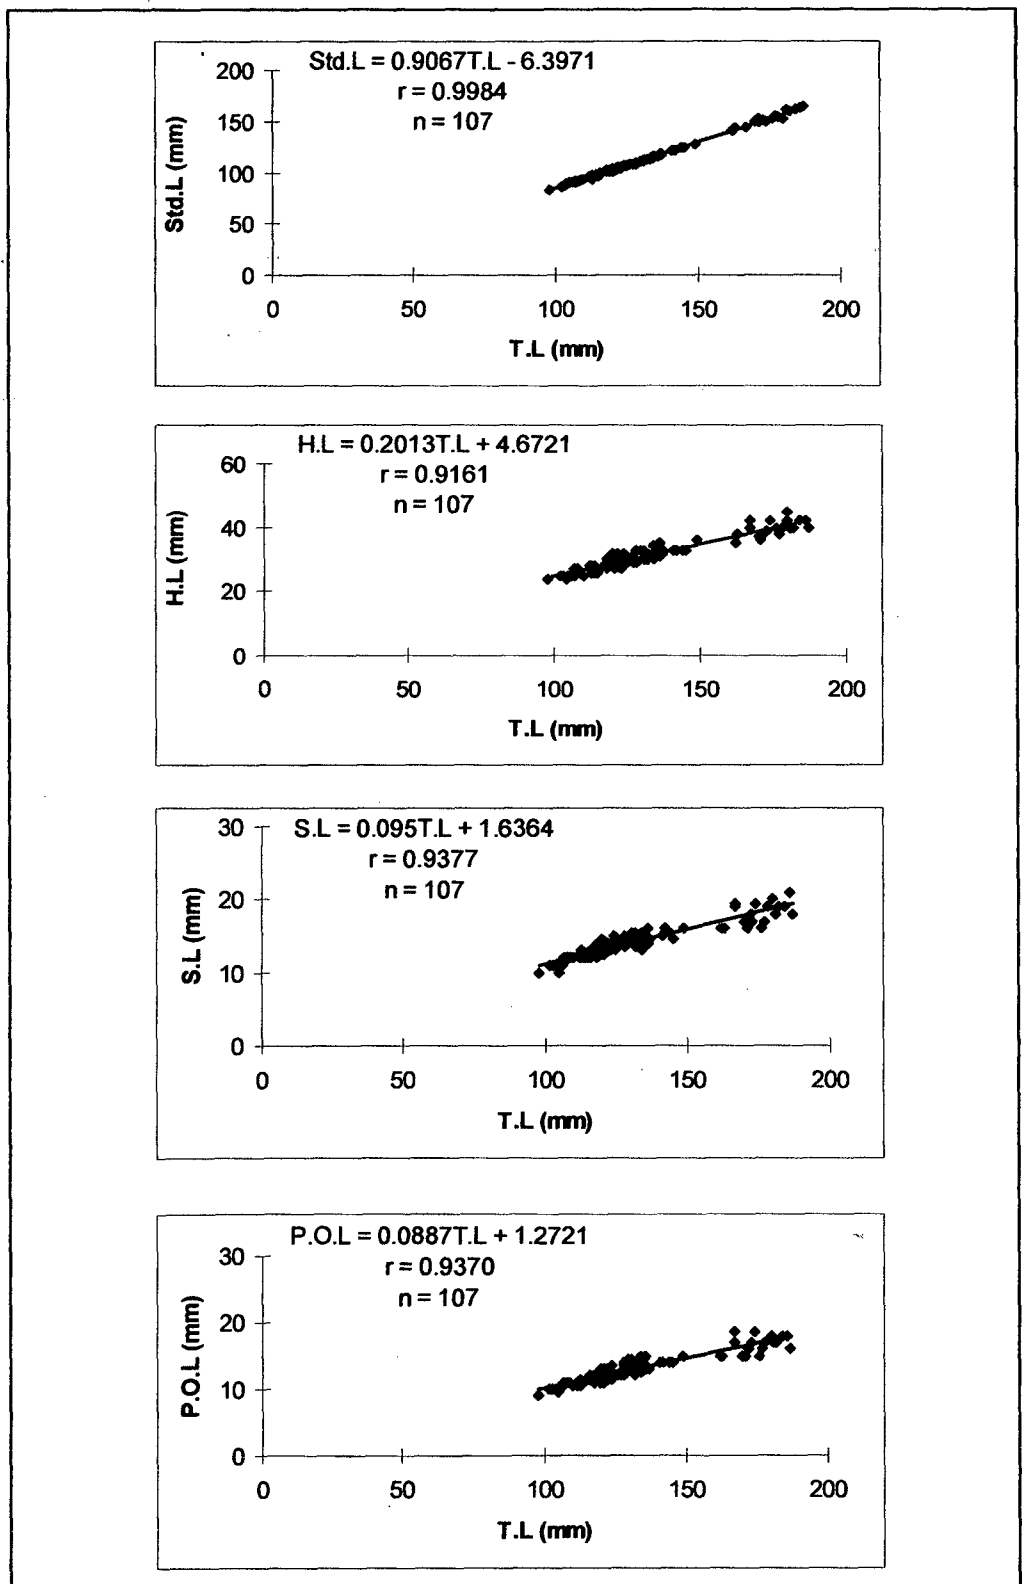 Std.L = 0.9067T.L - 6.3971
r = 0.9984
n = 107
200
150
100
50
0
Std.L (mm)
0 50 100 150 200
T.L (mm)
H.L = 0.2013T.L + 4.6721
r = 0.9161
n = 107
60
40
20
0
H.L (mm)
0 50 100 150 200
T.L (mm)
S.L = 0.095T.L + 1.6364
r = 0.9377
n = 107
30
20
10
0
S.L (mm)
0 50 100 150 200
T.L (mm)
P.O.L = 0.0887T.L + 1.2721
r = 0.9370
n = 107
30
20
10
0
P.O.L (mm)
0 50 100 150 200
T.L (mm)